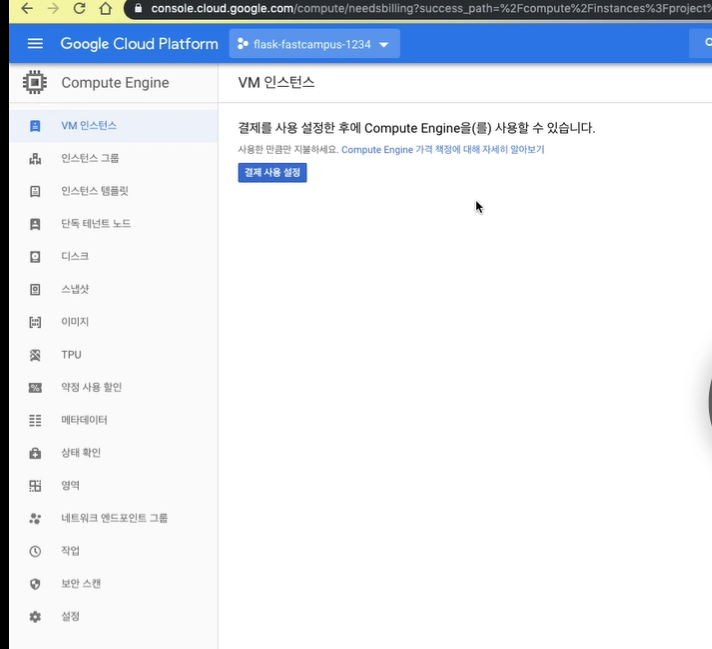 console.cloud.google.com/compute/needsbilling?success_path=%2Fcompute%2Finstances%3Fproject%
Google Cloud Platform
flask-fastcampus-1234
Compute Engine
VM 인스턴스
VM 인스턴스
인스턴스 그룹
인스턴스 템플릿
단독 테넌트 노드
디스크
스냅샷
이미지
TPU
약정 사용 할인
메타데이터
상태 확인
영역
네트워크 엔드포인트 그룹
작업
보안 스캔
설정
결제를 사용 설정한 후에 Compute Engine을(를) 사용할 수 있습니다.
사용한 만큼만 지불하세요. Compute Engine 가격 책정에 대해 자세히 알아보기
결제 사용 설정